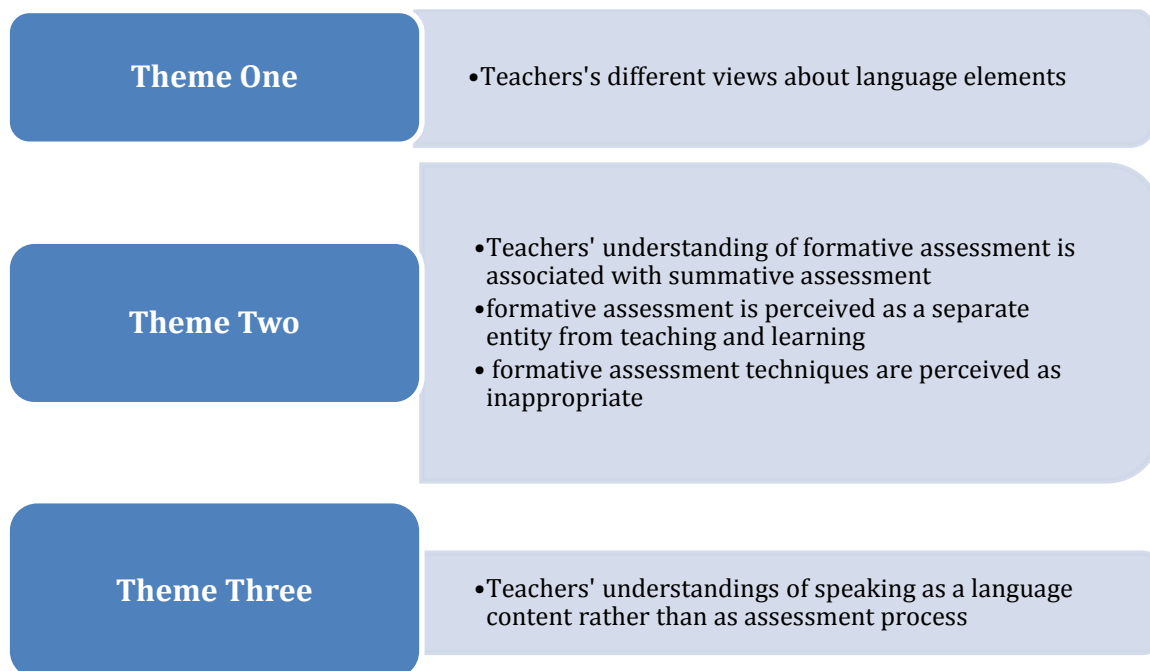 Theme One
•Teachers's different views about language elements
Theme Two
•Teachers' understanding of formative assessment is
associated with summative assessment
•formative assessment is perceived as a separate
entity from teaching and learning
• formative assessment techniques are perceived as
inappropriate
Theme Three
•Teachers' understandings of speaking as a language
content rather than as assessment process